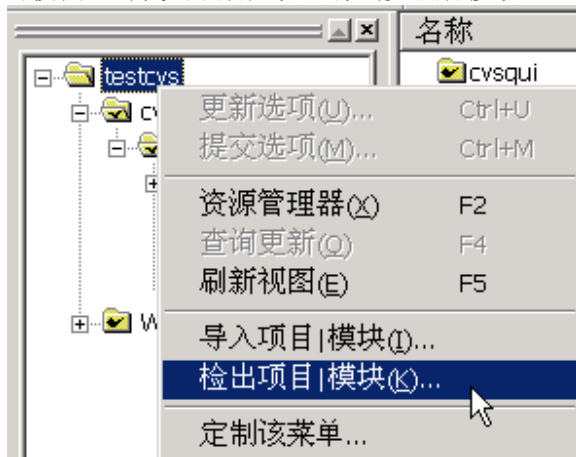 名称
testcvs
cvsqui
更新选项(U)... Ctrl+U
提交选项(M)... Ctrl+M
资源管理器(X) F2
查询更新(Q) F4
刷新视图(E) F5
W
导入项目|模块(I)...
检出项目|模块(K)...
定制该菜单...